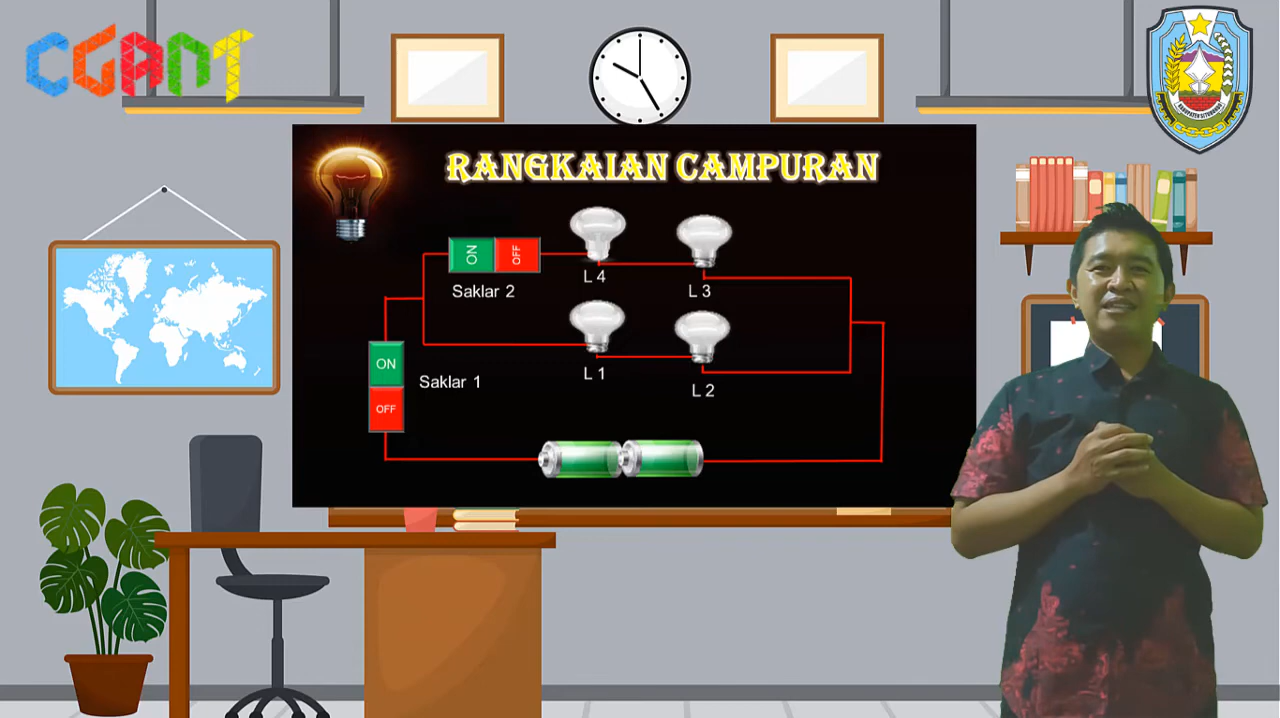 CGANT
RANGKAIAN CAMPURAN
ON OFF
L 4
Saklar 2
L 3
ON
Saklar 1
OFF
L 1
L 2